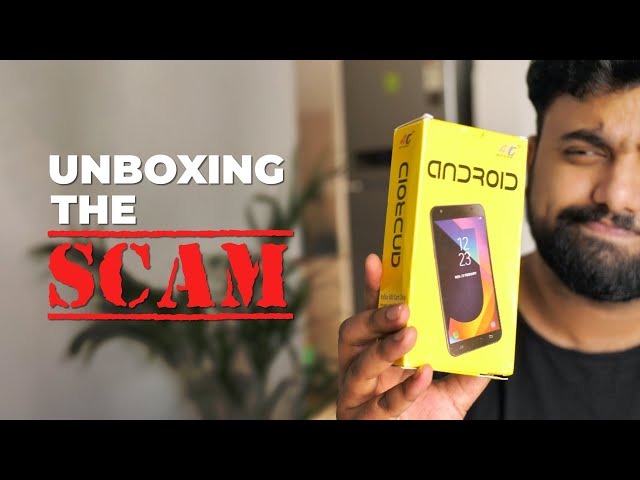 UNBOXING
THE
SCAM
4G
ANDROID
ANDROID
12
23